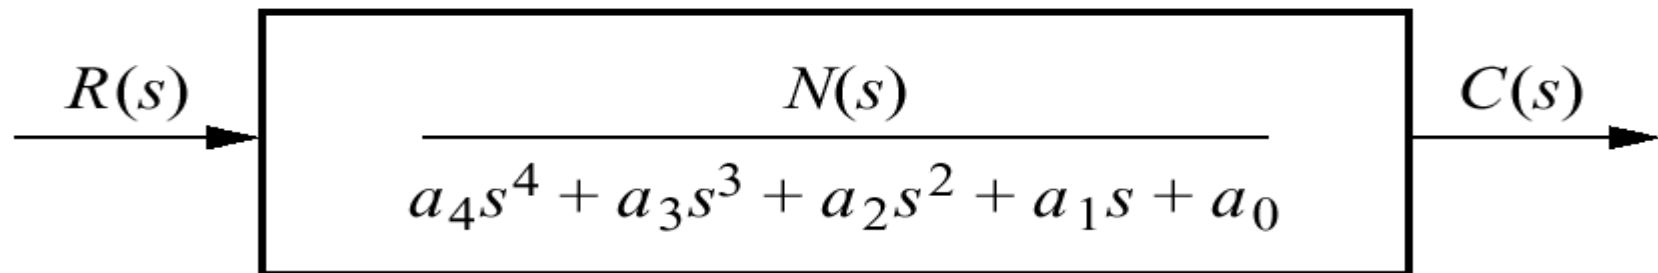 R(s)
N(s)
C(s)
a₄s⁴ + a₃s³ + a₂s² + a₁s + a₀